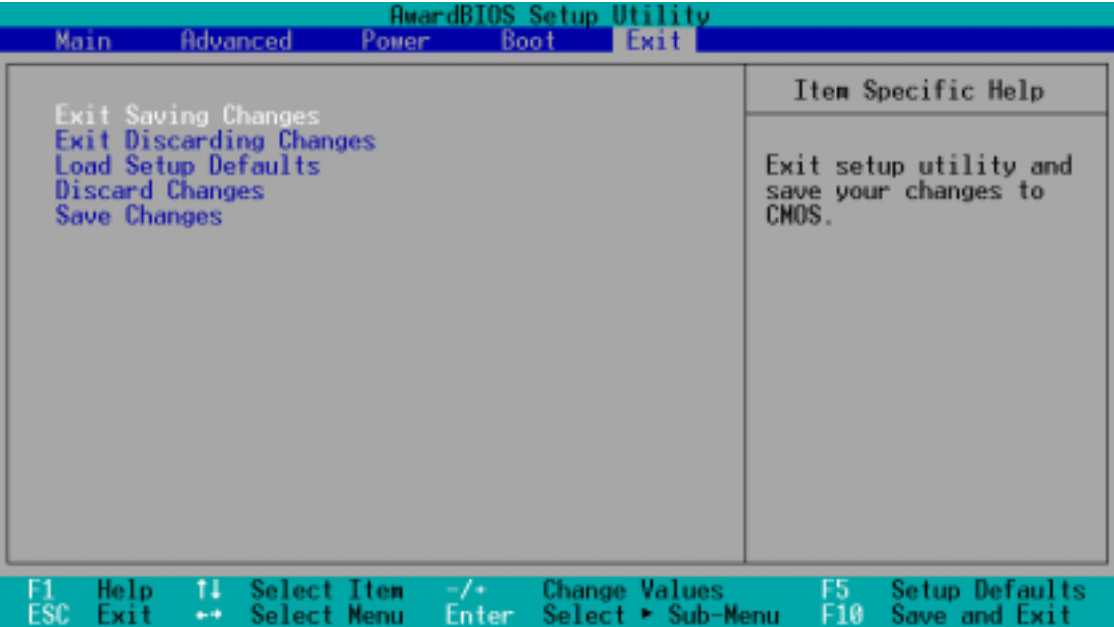 AwardBIOS Setup Utility
Main Advanced Power Boot Exit
Item Specific Help
Exit Saving Changes
Exit Discarding Changes
Load Setup Defaults
Discard Changes
Save Changes
Exit setup utility and
save your changes to
CMOS.
F1 Help ↑↓ Select Item -/+ Change Values F5 Setup Defaults
ESC Exit ←→ Select Menu Enter Select ► Sub-Menu F10 Save and Exit